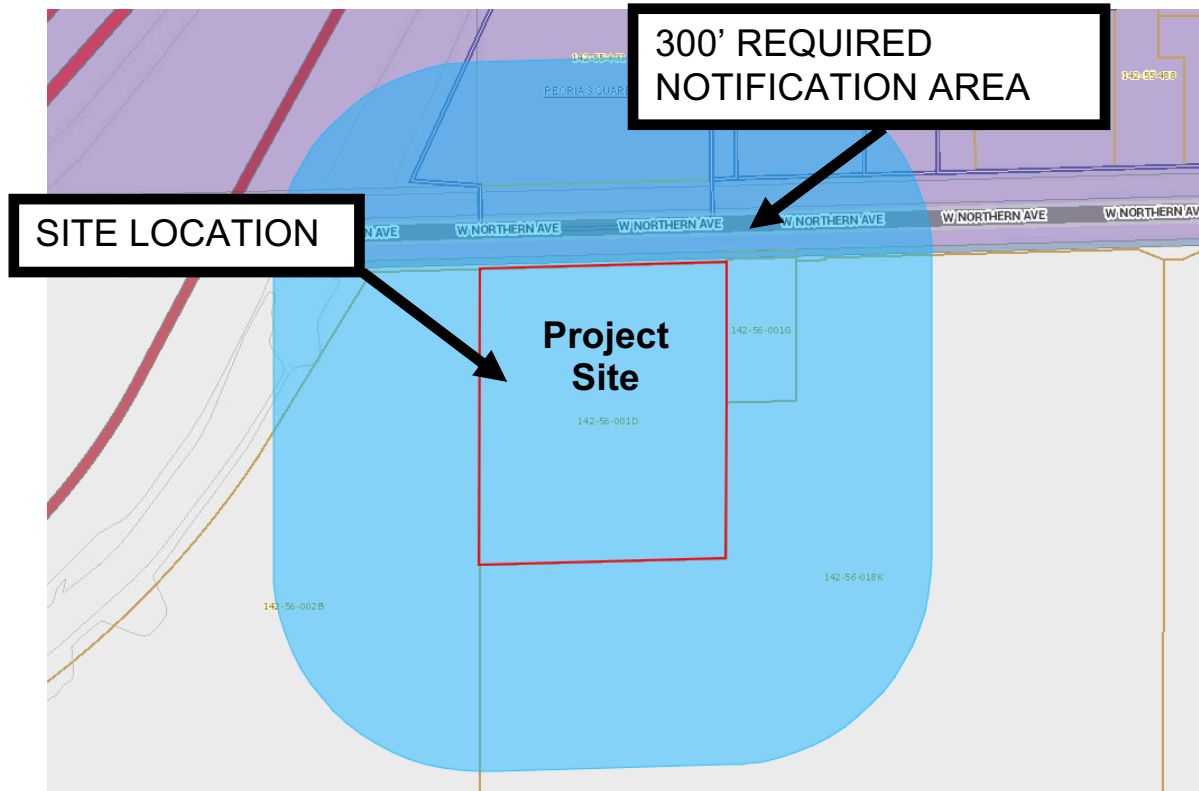 300’ REQUIRED
NOTIFICATION AREA
142-55-488
PEORIA SQUARE
SITE LOCATION
N AVE
W NORTHERN AVE
W NORTHERN AVE
W NORTHERN AVE
W NORTHERN AVE
W NORTHERN AVE
Project
Site
142-56-001G
142-56-001D
142-56-018K
142-56-002B